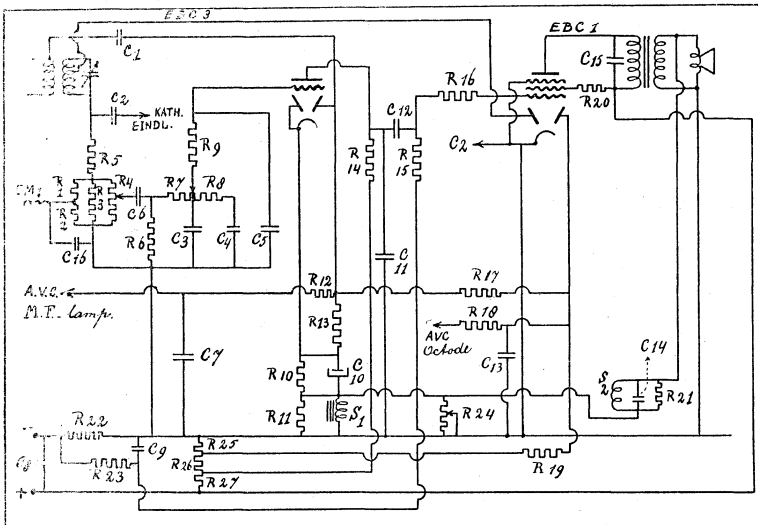 EBC 3
EBC 1
C1
C15
C2
KATH.
EINDL.
R16
R20
C12
C2
R9
R5
R14
R15
R1
R2
R3
R4
C6
R7
R8
R6
C3
C4
C5
C16
C11
A.V.C.
M.F. lamp.
R12
R17
R13
R18
AVC
Octode
C13
C14
C7
R10
C10
S2
R21
R11
S1
R24
R22
C9
R25
R26
R27
R23
R19
+